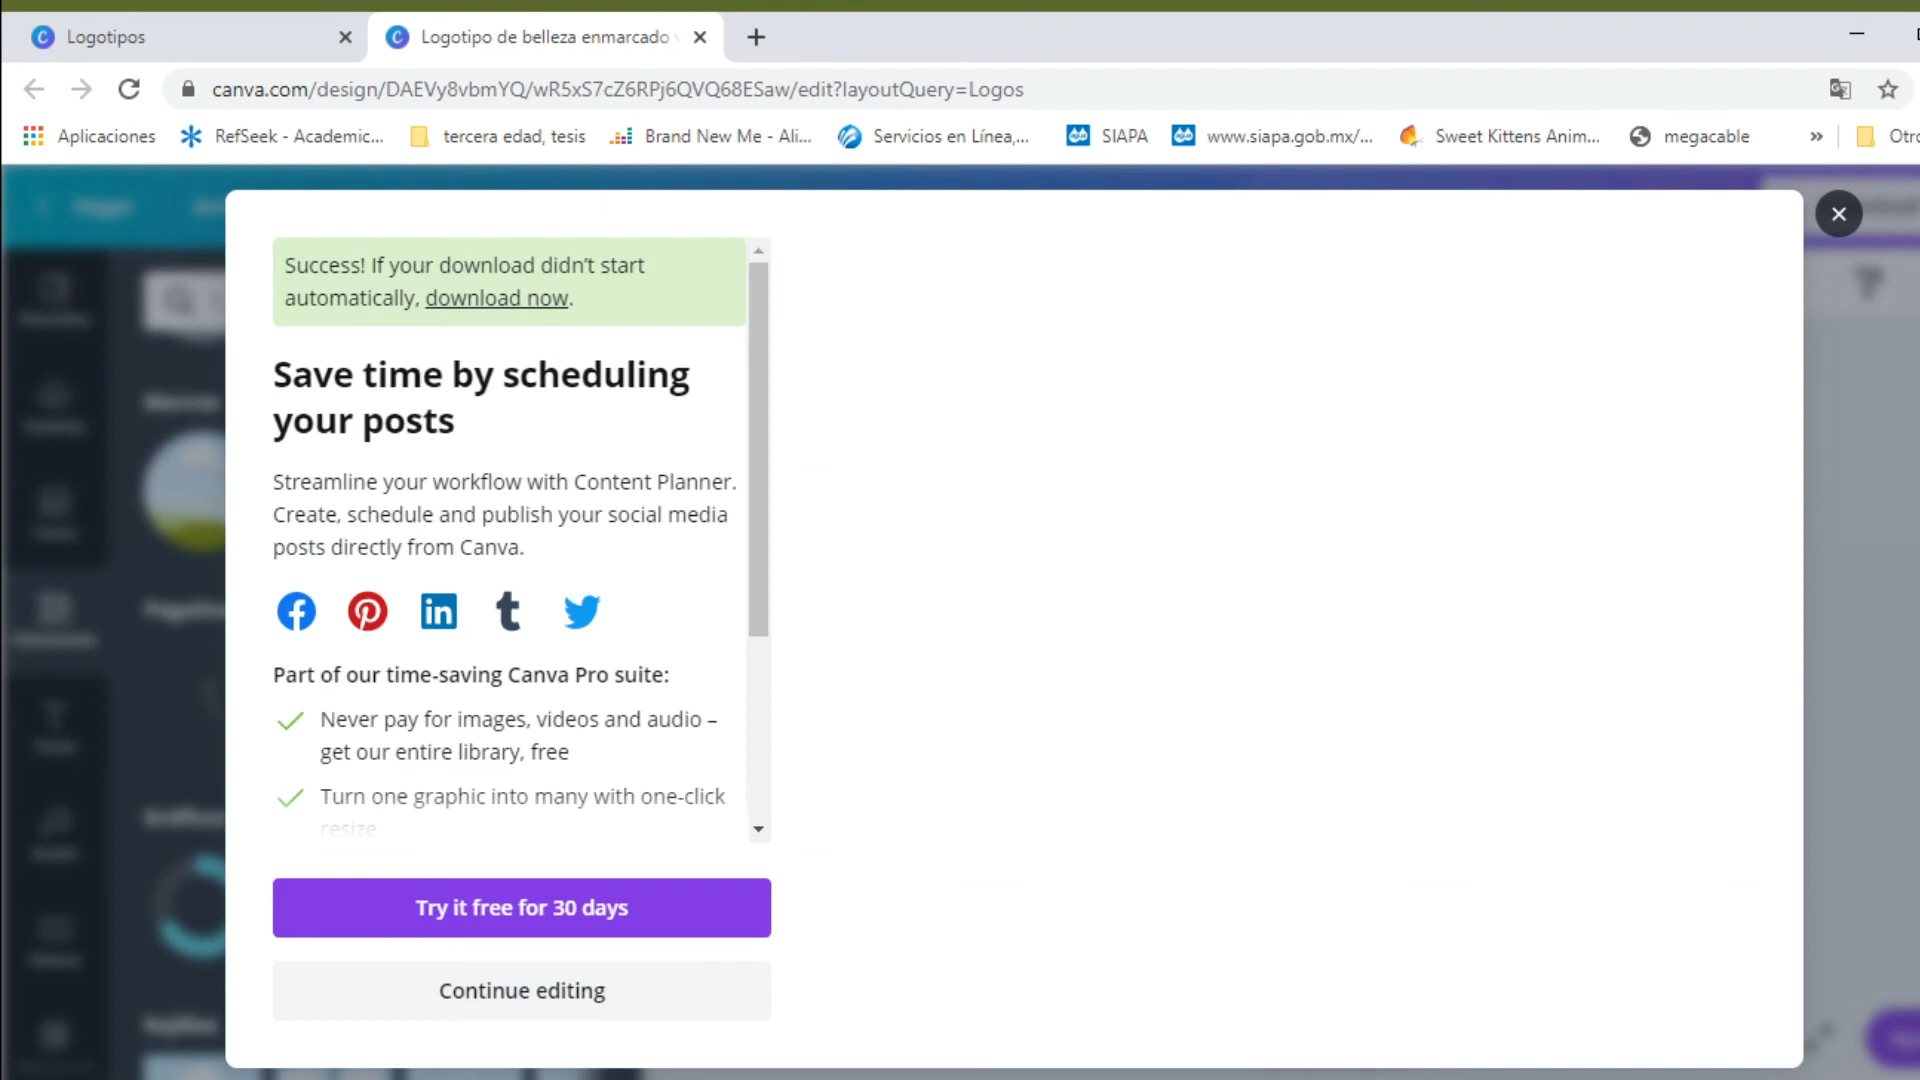 Logotipos
Logotipo de belleza enmarcado
canva.com/design/DAEVy8vbmYQ/wR5xS7cZ6RPj6QVQ68ESaw/edit?layoutQuery=Logos
Aplicaciones
RefSeek - Academic...
tercera edad, tesis
Brand New Me - Ali...
Servicios en Línea,...
SIAPA
www.siapa.gob.mx/...
Sweet Kittens Anim...
megacable
»
Otro
Success! If your download didn't start
automatically, download now.
Save time by scheduling
your posts
Streamline your workflow with Content Planner.
Create, schedule and publish your social media
posts directly from Canva.
Part of our time-saving Canva Pro suite:
Never pay for images, videos and audio –
get our entire library, free
Turn one graphic into many with one-click
resize
Try it free for 30 days
Continue editing